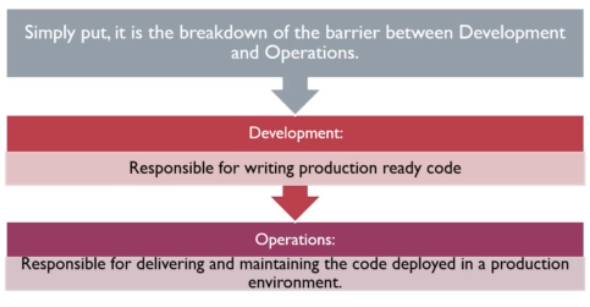 Simply put, it is the breakdown of the barrier between Development
and Operations.
Development:
Responsible for writing production ready code
Operations:
Responsible for delivering and maintaining the code deployed in a production
environment.